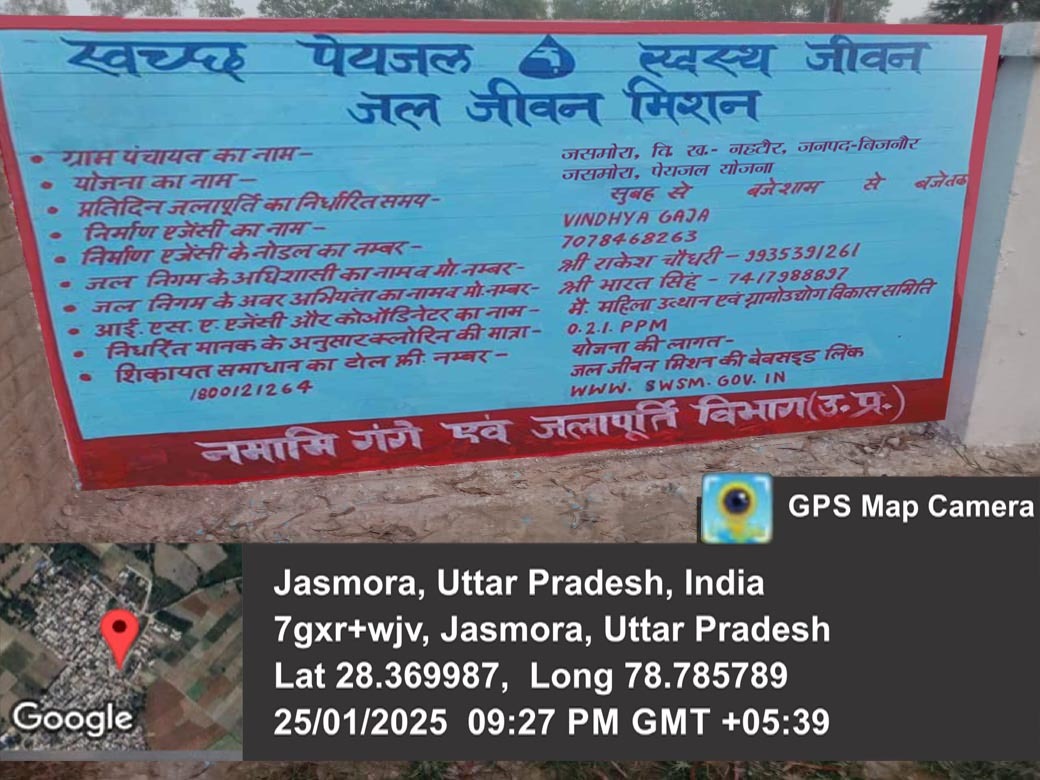 स्वच्छ पेयजल स्वस्थ जीवन
जल जीवन मिशन
• ग्राम पंचायत का नाम– जसमोरा, वि. ख.- नहटौर, जनपद-बिजनौर
• योजना का नाम– जसमोरा, पेयजल योजना
• प्रतिदिन जलापूर्ति का निर्धारित समय- सुबह से बजेशाम से बजेतक
• निर्माण एजेंसी का नाम– VINDHYA GAJA
• निर्माण एजेंसी के नोडल का नम्बर- 7078468263
• जल निगम के अधिशासी का नाम व मो. नम्बर- श्री राकेश चौधरी – 9935391261
• जल निगम के अवर अभियंता का नाम व मो. नम्बर- श्री भारत सिंह - 7417988897
• आई. एस. ए. एजेंसी और कोऑडिनेटर का नाम- मै. महिला उत्थान एवं ग्रामोउ्योग विकास समिति
• निर्धारित मानक के अनुसार क्लोरिन की मात्रा- 0.21. PPM
• शिकायत समाधान का टोल फ्री नम्बर– योजना की लागत–
1800121264 जल जीवन मिशन की वेबसाइड लिंक
WWW. SWSM. GOV. IN
नमामि गंगे एवं जलापूर्ति विभाग (उ. प्र.)
GPS Map Camera
Jasmora, Uttar Pradesh, India
7gxr+wjv, Jasmora, Uttar Pradesh
Lat 28.369987, Long 78.785789
25/01/2025 09:27 PM GMT +05:39
Google